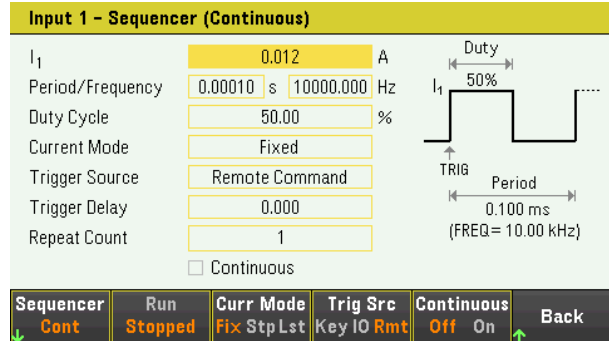 Input 1 – Sequencer (Continuous)
I1 0.012 A
Period/Frequency 0.00010 s 10000.000 Hz
Duty Cycle 50.00 %
Current Mode Fixed
Trigger Source Remote Command
Trigger Delay 0.000
Repeat Count 1
Continuous
Duty
50%
I1
TRIG
Period
0.100 ms
(FREQ= 10.00 kHz)
Sequencer Run Curr Mode Trig Src Continuous Back
Cont Stopped Fix Stp Lst Key IO Rmt Off On